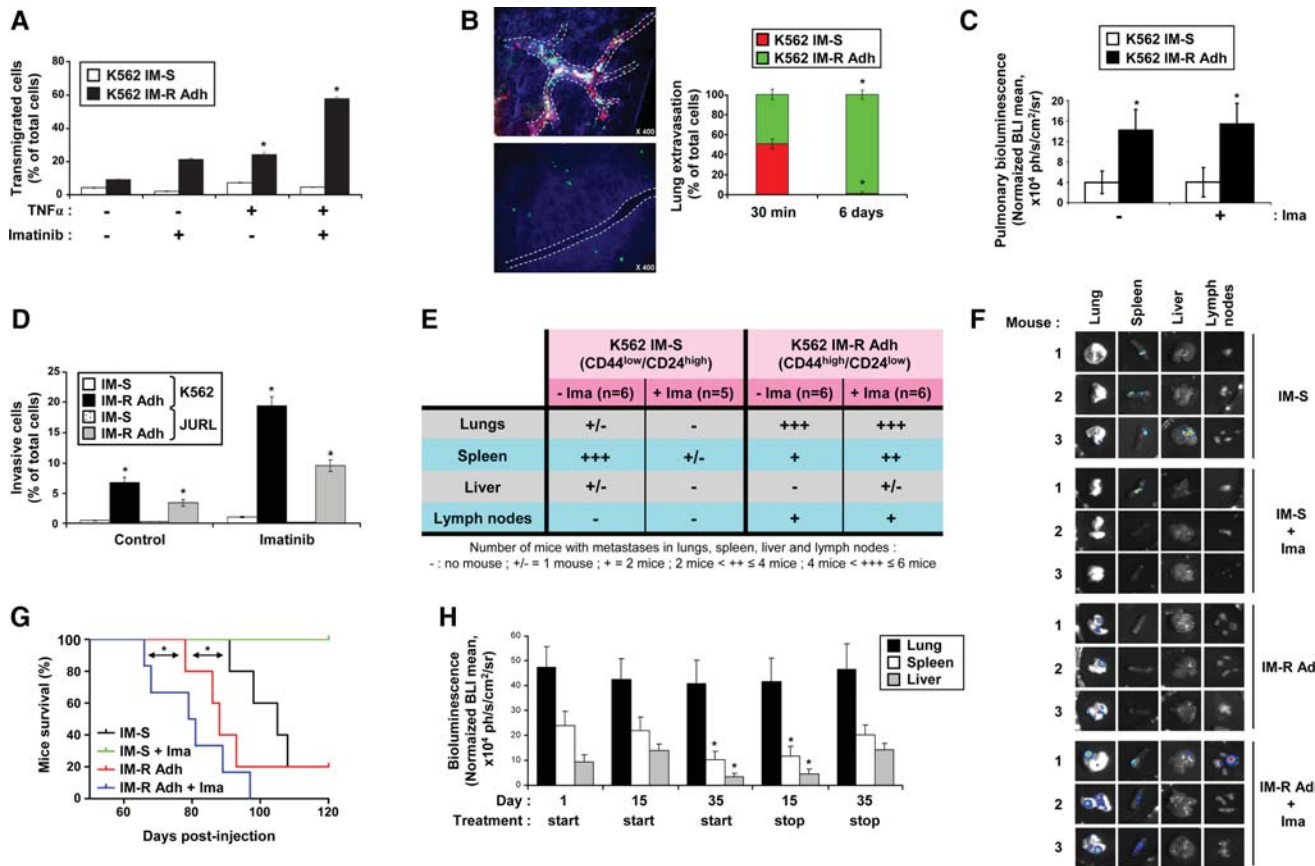 A
K562 IM-S
K562 IM-R Adh
Transmigrated cells
(% of total cells)
80
60
40
20
0
*
*
TNFα :
-
-
+
+
Imatinib :
-
+
-
+
B
X 400
X 400
K562 IM-S
K562 IM-R Adh
Lung extravasation
(% of total cells)
100
80
60
40
20
0
*
*
30 min
6 days
C
K562 IM-S
K562 IM-R Adh
Pulmonary bioluminescence
(Normaized BLI mean,
x10⁴ ph/s/cm²/sr)
20
16
12
8
4
0
*
*
-
+
: Ima
D
IM-S
IM-R Adh
K562
IM-S
IM-R Adh
JURL
Invasive cells
(% of total cells)
25
20
15
10
5
0
*
*
*
*
Control
Imatinib
E
K562 IM-S
(CD44low/CD24high)
K562 IM-R Adh
(CD44high/CD24low)
- Ima (n=6)
+ Ima (n=5)
- Ima (n=6)
+ Ima (n=6)
Lungs +/- - +++ +++
Spleen +++ +/- + ++
Liver +/- - - +/-
Lymph nodes - - + +
Number of mice with metastases in lungs, spleen, liver and lymph nodes :
- : no mouse ; +/- = 1 mouse ; + = 2 mice ; 2 mice < ++ ≤ 4 mice ; 4 mice < +++ ≤ 6 mice
F
Mouse :
Lung
Spleen
Liver
Lymph
nodes
1
2
3
IM-S
1
2
3
IM-S
+
Ima
1
2
3
IM-R Ad
1
2
3
IM-R Ad
+
Ima
G
Mice survival (%)
100
80
60
40
20
0
*
*
IM-S
IM-S + Ima
IM-R Adh
IM-R Adh + Ima
60
80
100
120
Days post-injection
H
Lung
Spleen
Liver
Bioluminescence
(Normaized BLI mean,
x10⁴ ph/s/cm²/sr)
60
50
40
30
20
10
0
*
*
*
*
Day : 1 15 35 15 35
Treatment : start start start stop stop